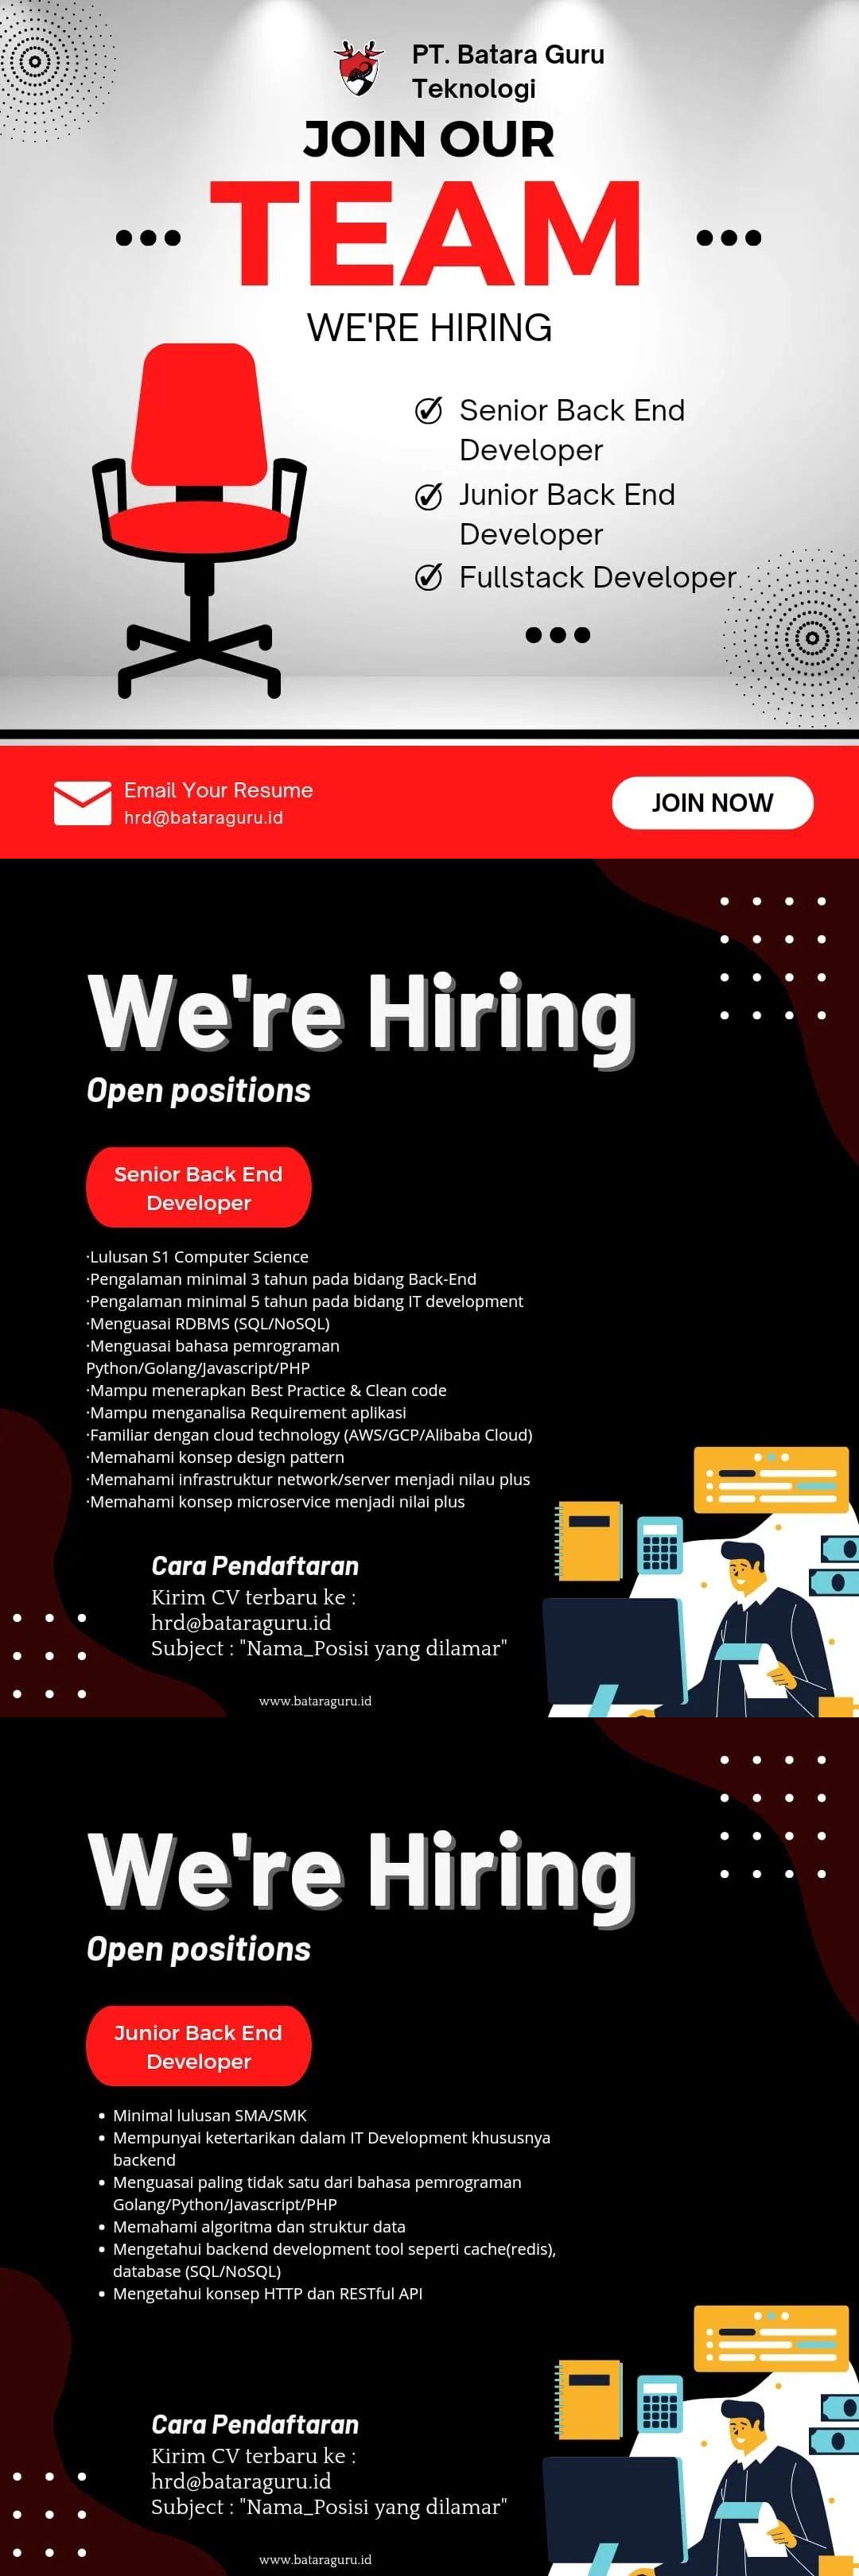 PT. Batara Guru
Teknologi
JOIN OUR
TEAM
WE'RE HIRING
Senior Back End
Developer
Junior Back End
Developer
Fullstack Developer
Email Your Resume
hrd@bataraguru.id
JOIN NOW
We're Hiring
Open positions
Senior Back End
Developer
·Lulusan S1 Computer Science
·Pengalaman minimal 3 tahun pada bidang Back-End
·Pengalaman minimal 5 tahun pada bidang IT development
·Menguasai RDBMS (SQL/NoSQL)
·Menguasai bahasa pemrograman
Python/Golang/Javascript/PHP
·Mampu menerapkan Best Practice & Clean code
·Mampu menganalisa Requirement aplikasi
·Familiar dengan cloud technology (AWS/GCP/Alibaba Cloud)
·Memahami konsep design pattern
·Memahami infrastruktur network/server menjadi nilau plus
·Memahami konsep microservice menjadi nilai plus
Cara Pendaftaran
Kirim CV terbaru ke :
hrd@bataraguru.id
Subject : "Nama_Posisi yang dilamar"
www.bataraguru.id
We're Hiring
Open positions
Junior Back End
Developer
• Minimal lulusan SMA/SMK
• Mempunyai ketertarikan dalam IT Development khususnya
backend
• Menguasai paling tidak satu dari bahasa pemrograman
Golang/Python/Javascript/PHP
• Memahami algoritma dan struktur data
• Mengetahui backend development tool seperti cache(redis),
database (SQL/NoSQL)
• Mengetahui konsep HTTP dan RESTful API
Cara Pendaftaran
Kirim CV terbaru ke :
hrd@bataraguru.id
Subject : "Nama_Posisi yang dilamar"
www.bataraguru.id